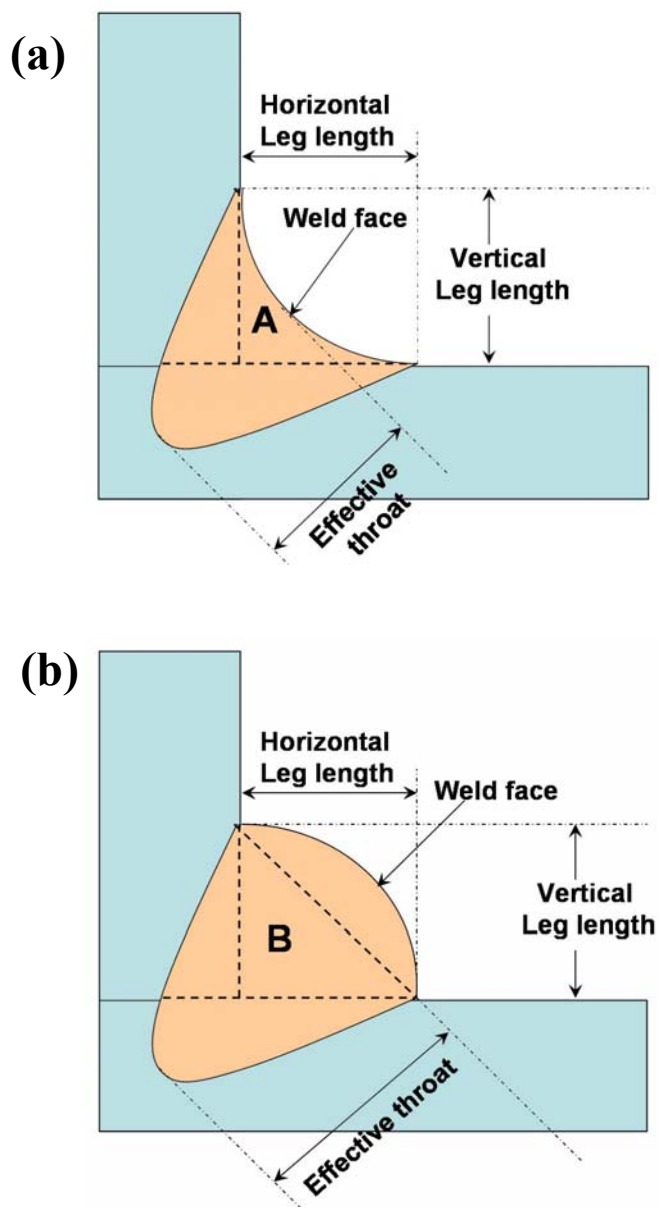 (a)
Horizontal
Leg length
Weld face
Vertical
Leg length
A
Effective
throat
(b)
Horizontal
Leg length
Weld face
Vertical
Leg length
B
Effective throat